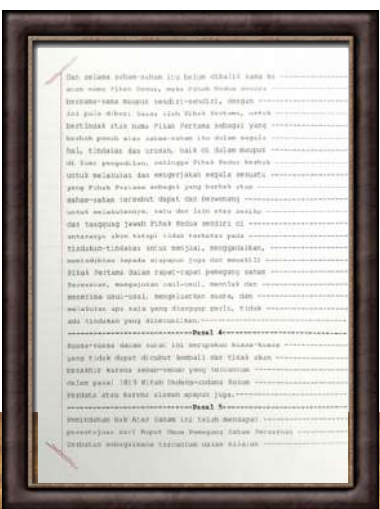 Dan selama saham-saham itu belum dibalik nama ke
atas nama Pihak Kedua, maka Pihak Kedua secara
bersama-sama maupun sendiri-sendiri, dengan
ini pula diberi kuasa oleh Pihak Pertama, untuk
bertindak atas nama Pihak Pertama sebagai yang
berhak penuh atas saham-saham itu dalam segala
hal, tindakan dan urusan, baik di dalam maupun
di luar pengadilan, sehingga Pihak Kedua berhak
untuk melakukan dan mengerjakan segala sesuatu
yang Pihak Pertama sebagai yang berhak atas
saham-saham tersebut dapat dan berwenang
untuk melakukannya, satu dan lain atas
dan tanggung jawab Pihak Kedua sendiri di
antaranya akan tetapi tidak terbatas pada
tindakan-tindakan untuk menjual, menggadaikan,
kepada siapapun juga dan mewakili
Pihak Pertama dalam rapat-rapat pemegang saham
Perseroan, mengajukan usul-usul, menolak dan
menerima usul-usul, mengeluarkan suara, dan
melakukan apa saja yang dianggap perlu, tidak
ada tindakan yang dikecualikan.
Pasal 4
Kuasa-kuasa dalam surat ini merupakan kuasa-kuasa
yang tidak dapat dicabut kembali dan tidak akan
berakhir karena sebab-sebab yang tercantum
dalam pasal 1813 Kitab Undang-undang Hukum
Perdata atau karena alasan apapun juga.
Pasal 5
Pemindahan Hak Atas Saham ini telah mendapat
persetujuan dari Rapat Umum Pemegang Saham Perseroan
sebagaimana tercantum dalam